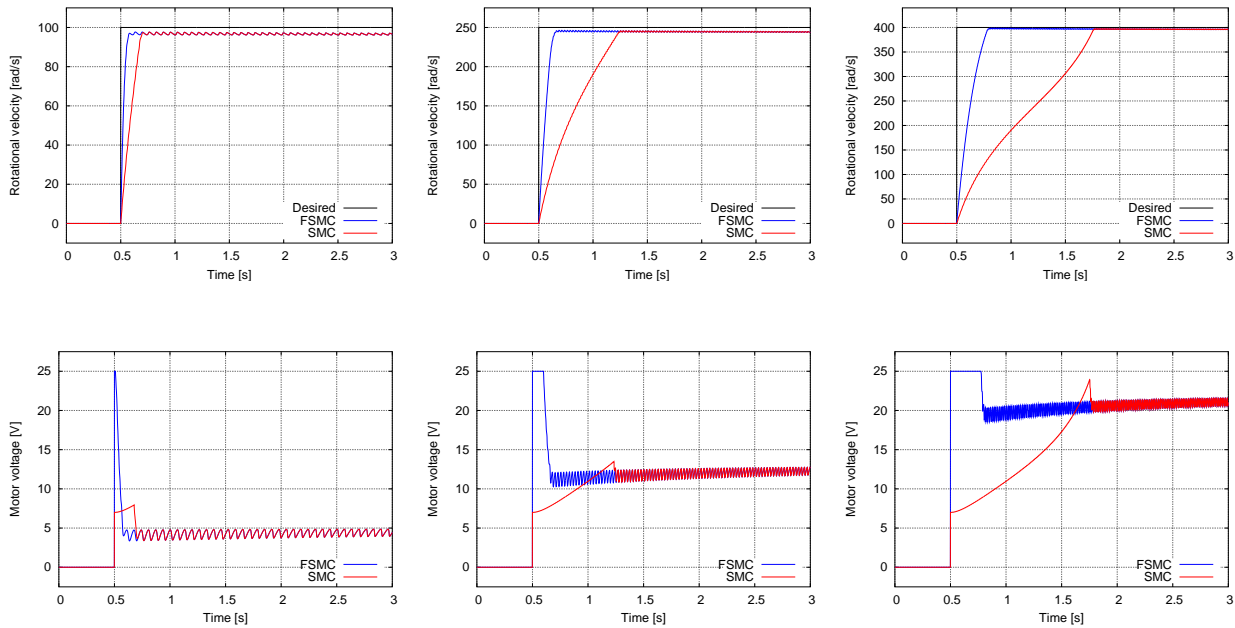 Rotational velocity [rad/s]
100
80
60
40
20
0
Desired
FSMC
SMC
0 0.5 1 1.5 2 2.5 3
Time [s]
Rotational velocity [rad/s]
250
200
150
100
50
0
Desired
FSMC
SMC
0 0.5 1 1.5 2 2.5 3
Time [s]
Rotational velocity [rad/s]
400
350
300
250
200
150
100
50
0
Desired
FSMC
SMC
0 0.5 1 1.5 2 2.5 3
Time [s]
Motor voltage [V]
25
20
15
10
5
0
FSMC
SMC
0 0.5 1 1.5 2 2.5 3
Time [s]
Motor voltage [V]
25
20
15
10
5
0
FSMC
SMC
0 0.5 1 1.5 2 2.5 3
Time [s]
Motor voltage [V]
25
20
15
10
5
0
FSMC
SMC
0 0.5 1 1.5 2 2.5 3
Time [s]